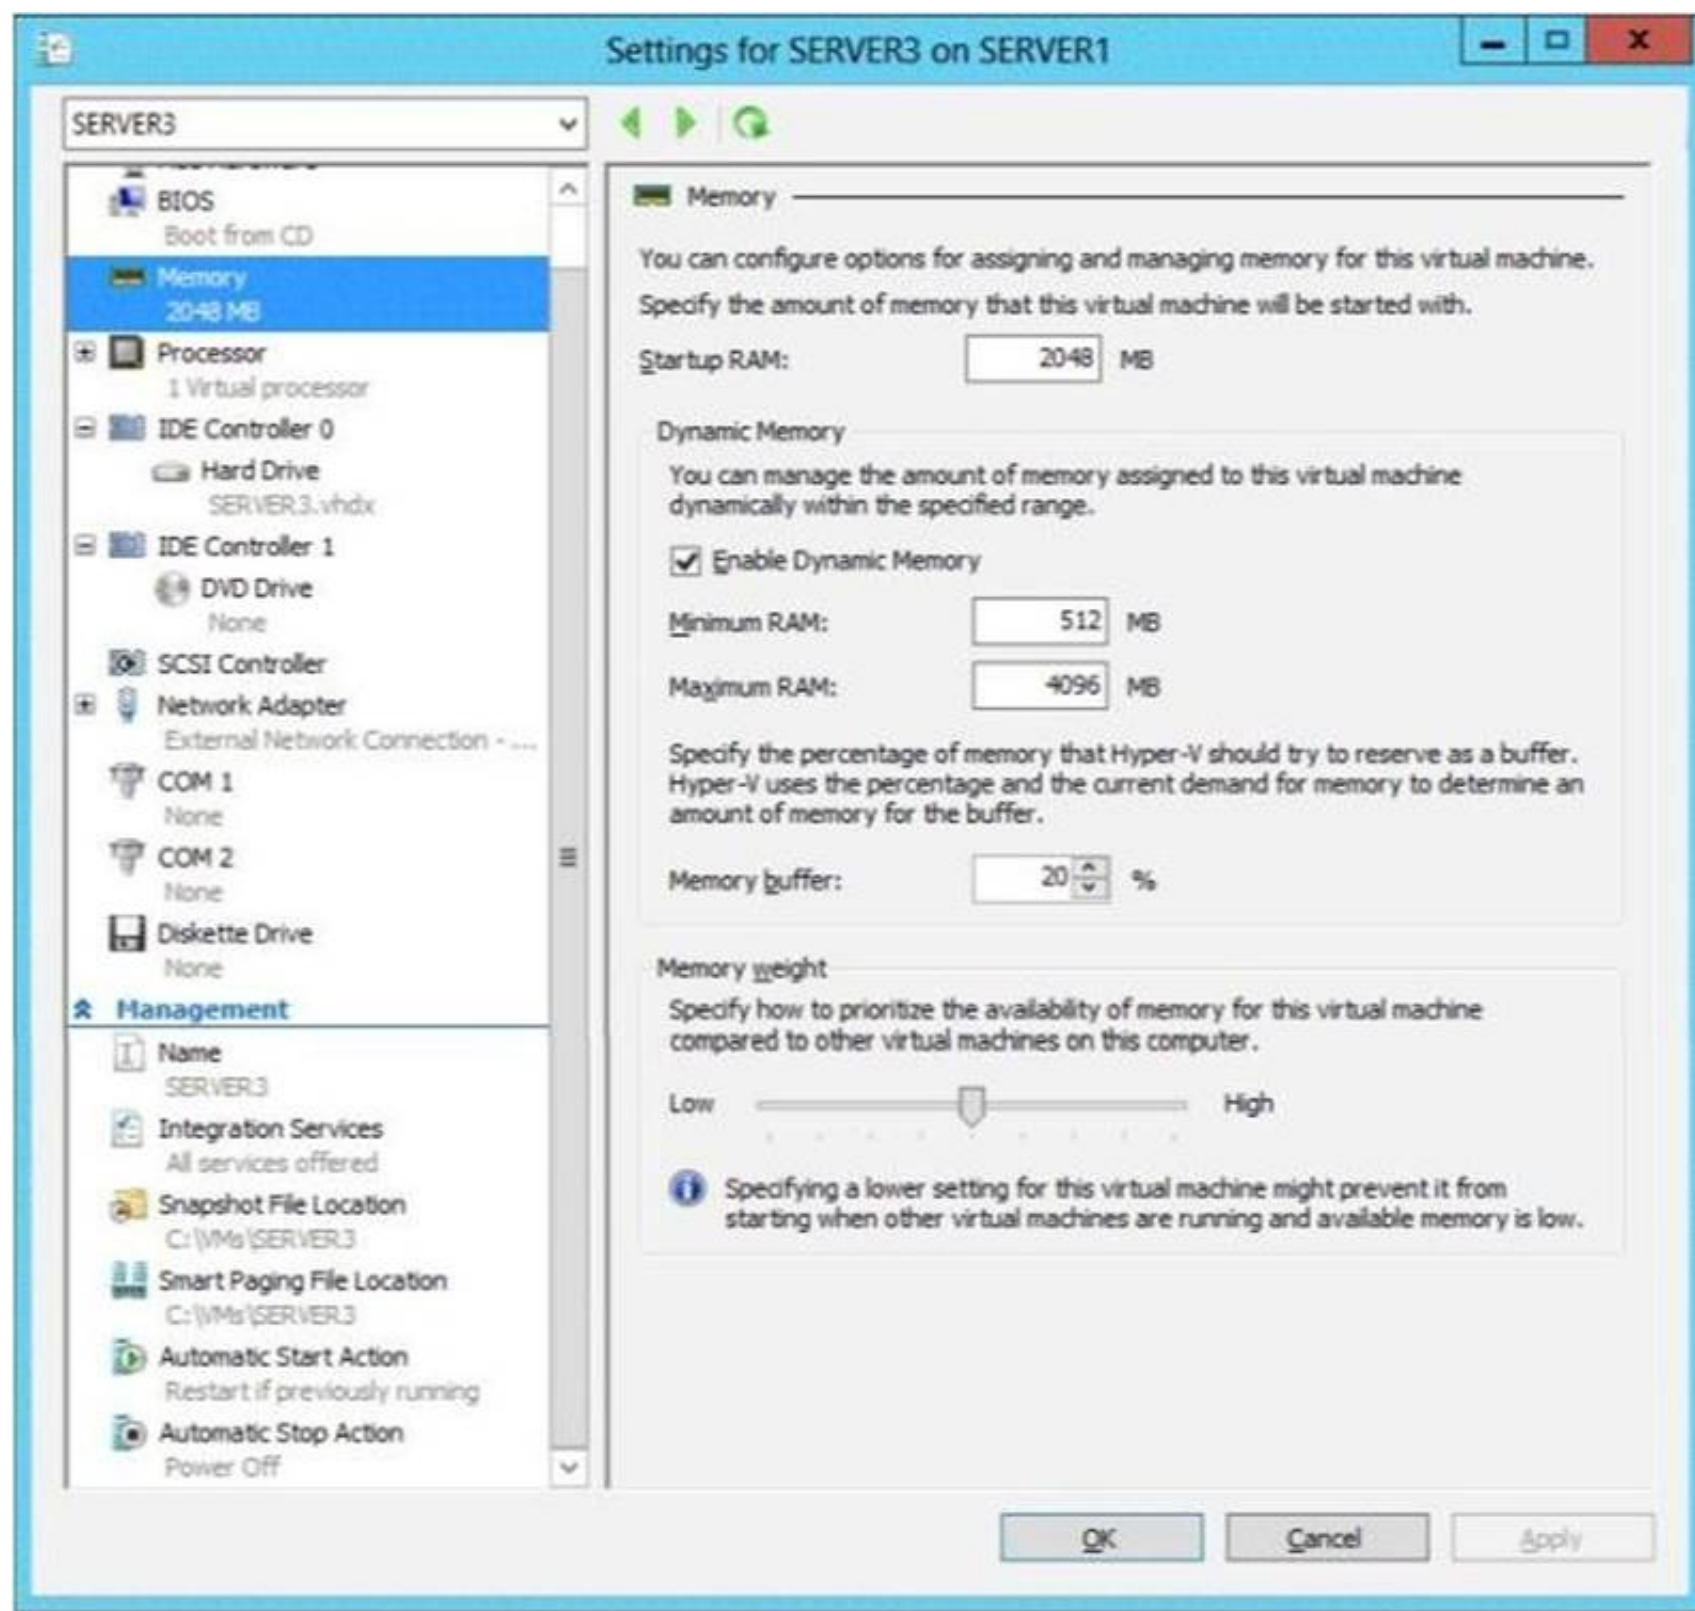 Settings for SERVER3 on SERVER1
SERVER3
BIOS
Boot from CD
Memory
2048 MB
Processor
1 Virtual processor
IDE Controller 0
Hard Drive
SERVER3.vhdx
IDE Controller 1
DVD Drive
None
SCSI Controller
Network Adapter
External Network Connection - ...
COM 1
None
COM 2
None
Diskette Drive
None
Management
Name
SERVER3
Integration Services
All services offered
Snapshot File Location
C:\VMs\SERVER3
Smart Paging File Location
C:\VMs\SERVER3
Automatic Start Action
Restart if previously running
Automatic Stop Action
Power Off
Memory
You can configure options for assigning and managing memory for this virtual machine.
Specify the amount of memory that this virtual machine will be started with.
Startup RAM: 2048 MB
Dynamic Memory
You can manage the amount of memory assigned to this virtual machine
dynamically within the specified range.
Enable Dynamic Memory
Minimum RAM: 512 MB
Maximum RAM: 4096 MB
Specify the percentage of memory that Hyper-V should try to reserve as a buffer.
Hyper-V uses the percentage and the current demand for memory to determine an
amount of memory for the buffer.
Memory buffer: 20 %
Memory weight
Specify how to prioritize the availability of memory for this virtual machine
compared to other virtual machines on this computer.
Low High
Specifying a lower setting for this virtual machine might prevent it from
starting when other virtual machines are running and available memory is low.
OK Cancel Apply